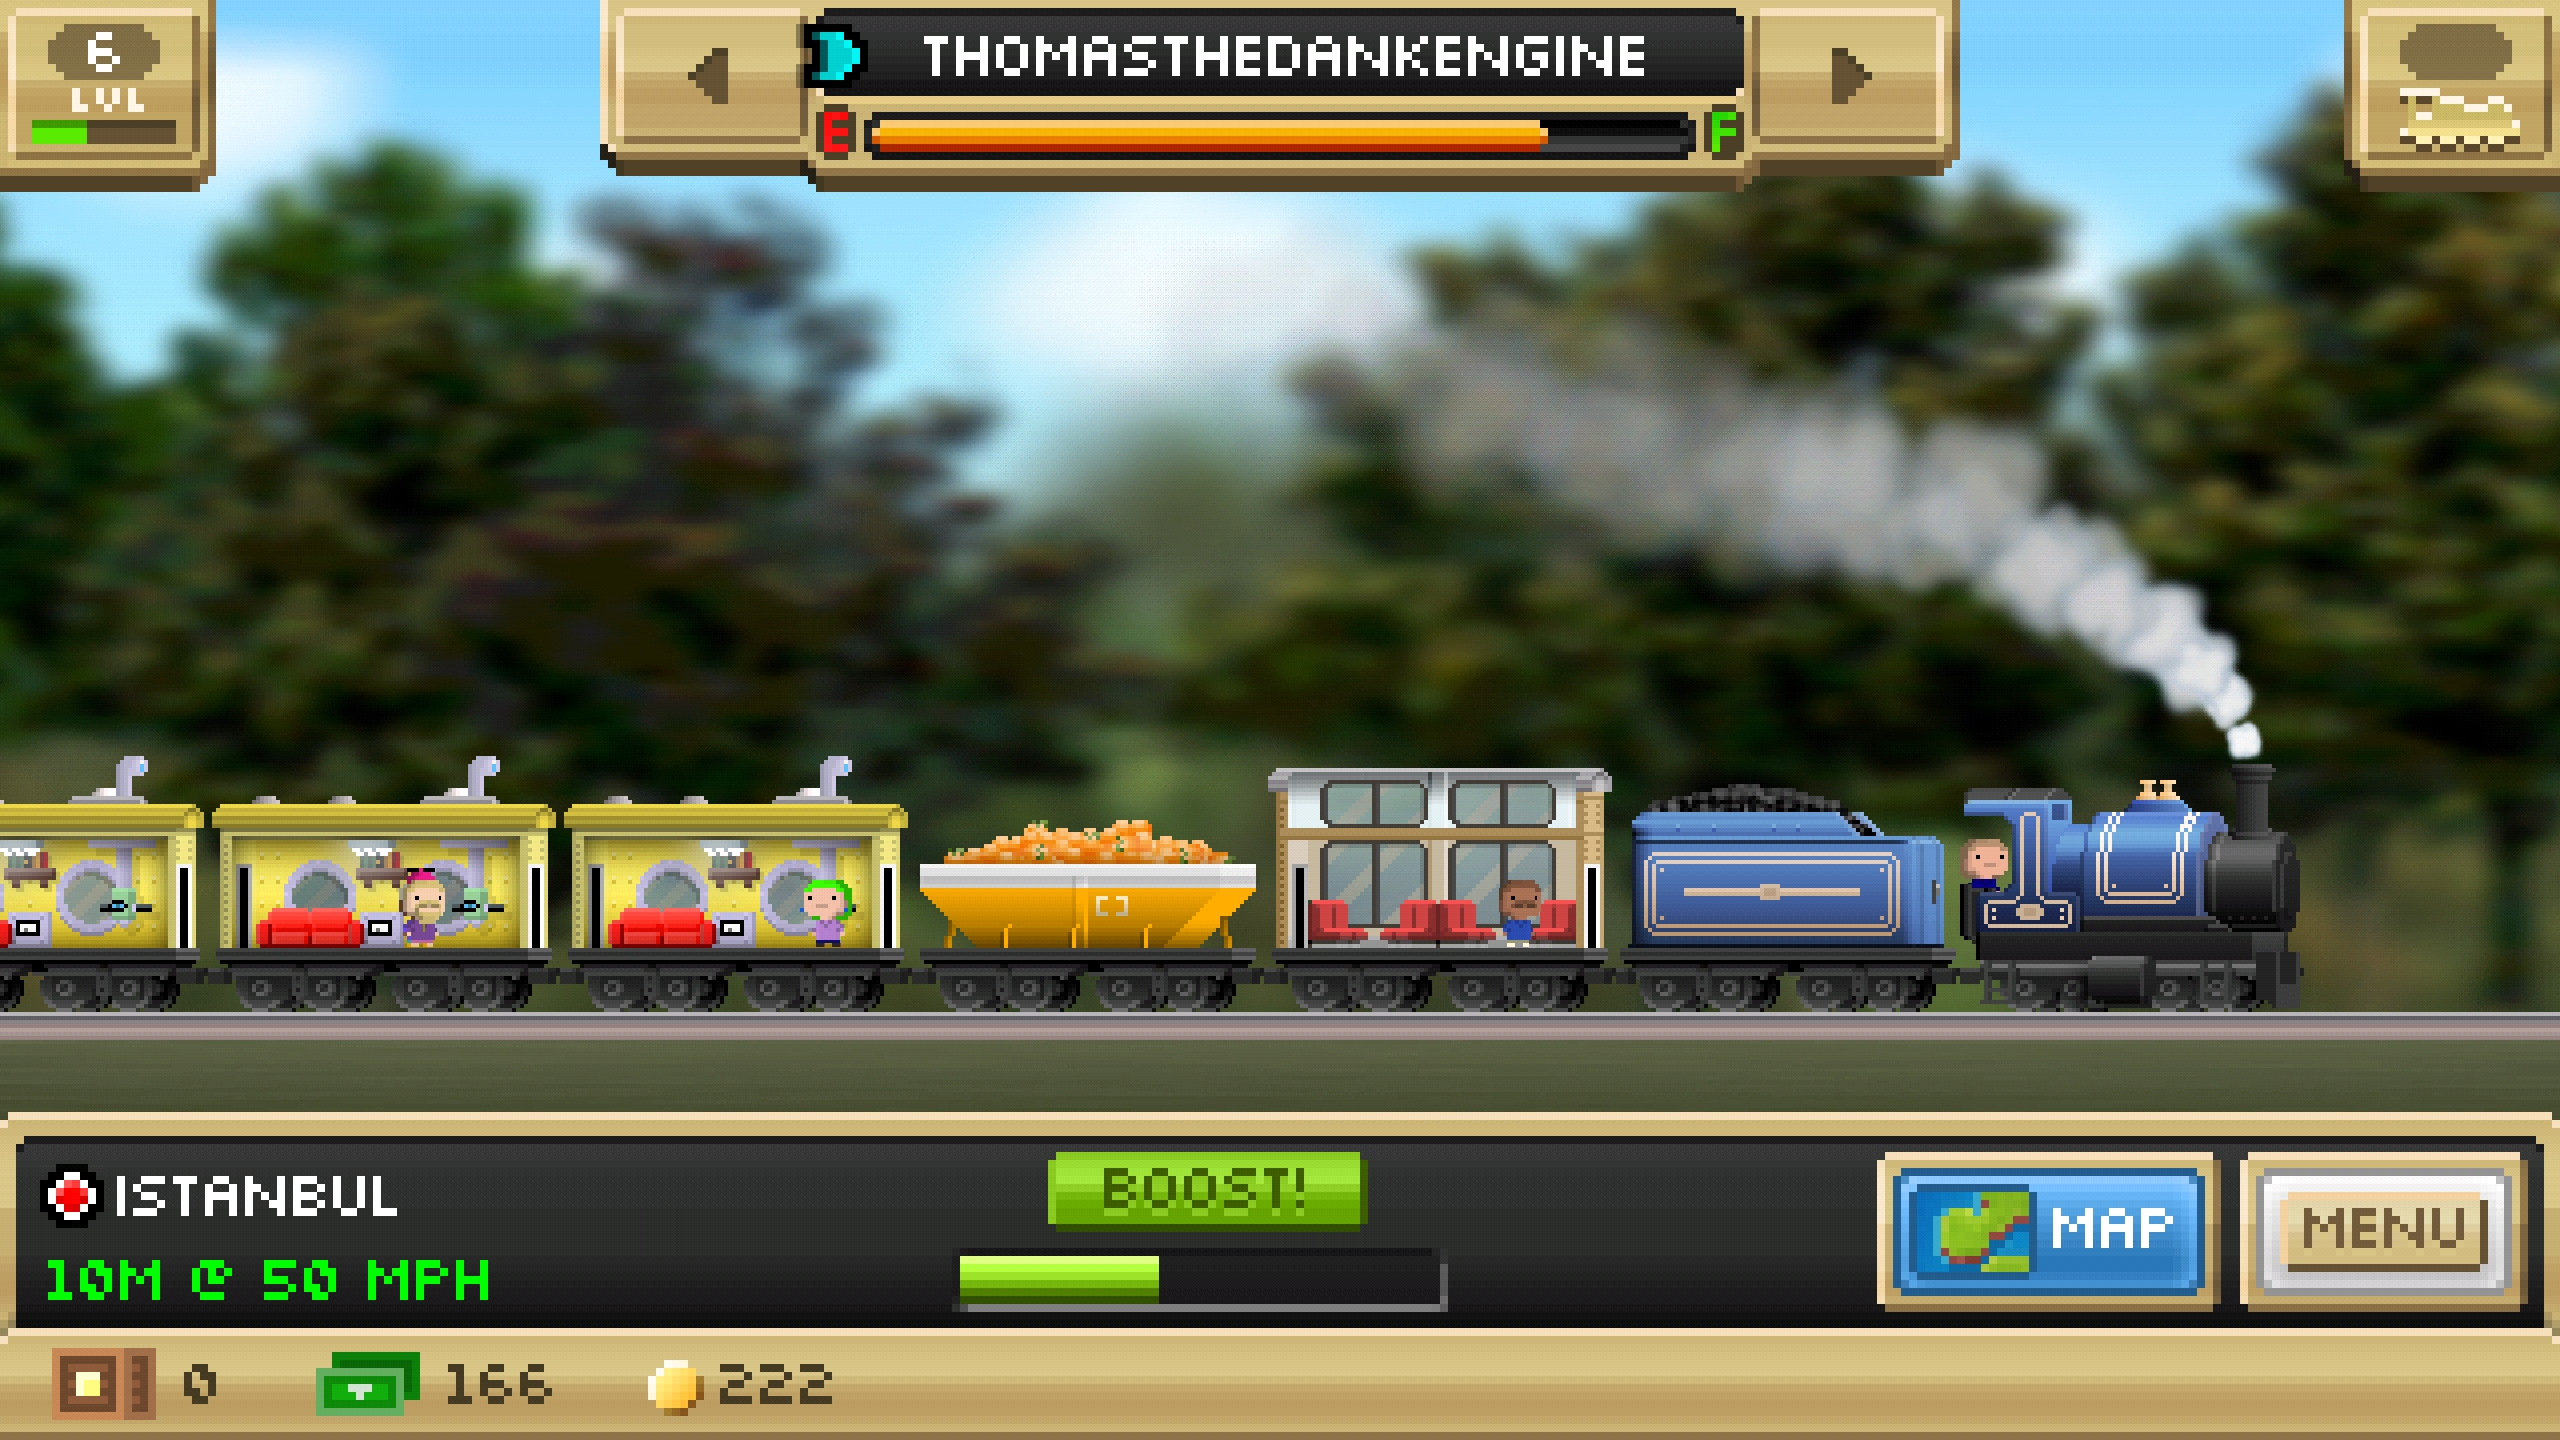 6
LVL
THOMASTHEDANKENGINE
E F
ISTANBUL
BOOST!
10M @ 50 MPH
MAP
MENU
0 166 222